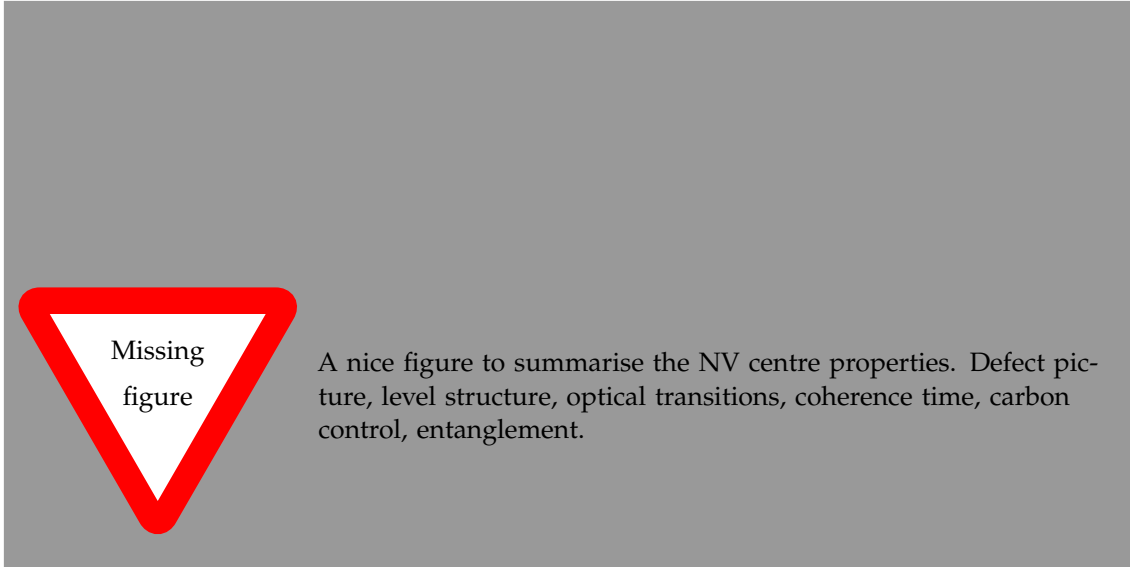 Missing
figure
A nice figure to summarise the NV centre properties. Defect pic-
ture, level structure, optical transitions, coherence time, carbon
control, entanglement.